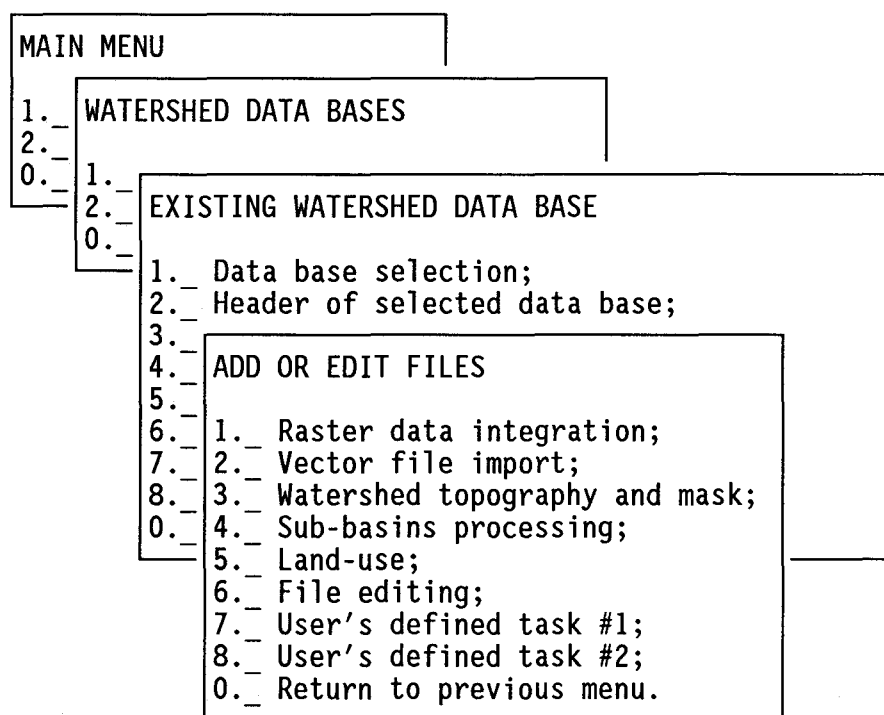 MAIN MENU
1._
2._
0._
WATERSHED DATA BASES
1._
2._
0._
EXISTING WATERSHED DATA BASE
1._ Data base selection;
2._ Header of selected data base;
3._
4._
5._
6._
7._
8._
0._
ADD OR EDIT FILES
1._ Raster data integration;
2._ Vector file import;
3._ Watershed topography and mask;
4._ Sub-basins processing;
5._ Land-use;
6._ File editing;
7._ User's defined task #1;
8._ User's defined task #2;
0._ Return to previous menu.